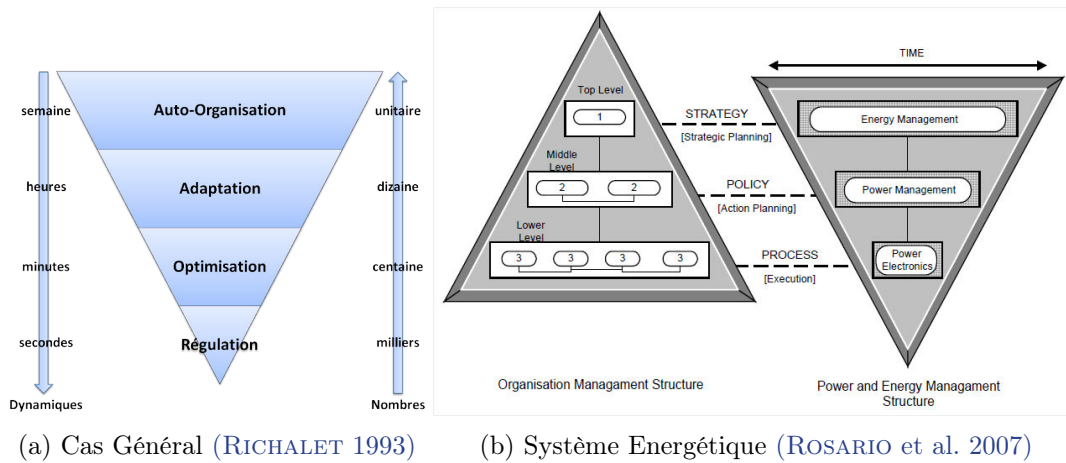 semaine
Auto-Organisation
unitaire
heures
Adaptation
dizaine
minutes
Optimisation
centaine
secondes
Régulation
milliers
Dynamiques
Nombres
(a) Cas Général (RICHALET 1993)
Top Level
1
Middle
Level
2 2
Lower
Level
3 3 3 3
Organisation Managament Structure
STRATEGY
[Strategic Planning]
POLICY
[Action Planning]
PROCESS
[Execution]
TIME
Energy Management
Power Management
Power
Electronics
Power and Energy Managament
Structure
(b) Système Energétique (ROSARIO et al. 2007)